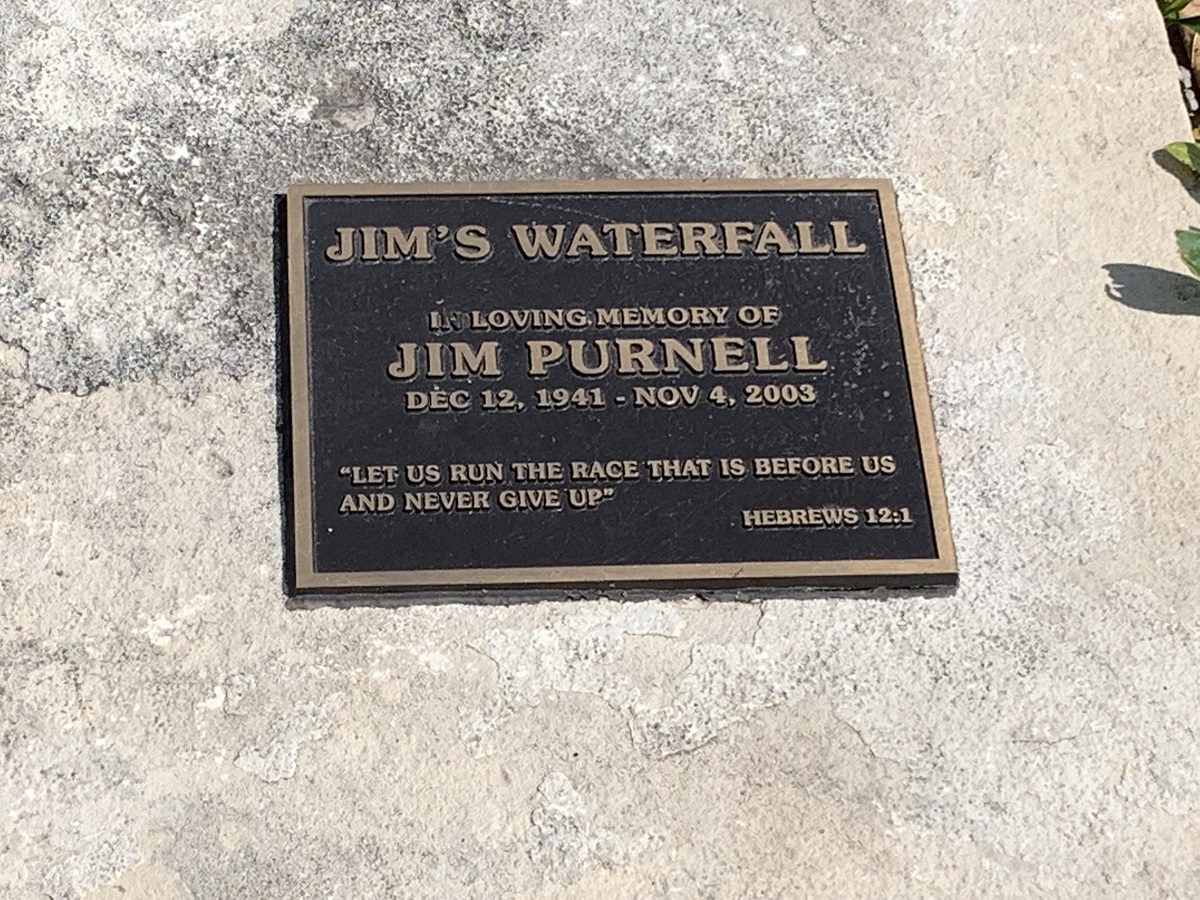 JIM'S WATERFALL
IN LOVING MEMORY OF
JIM PURNELL
DEC 12, 1941 - NOV 4, 2003
"LET US RUN THE RACE THAT IS BEFORE US
AND NEVER GIVE UP"
HEBREWS 12:1